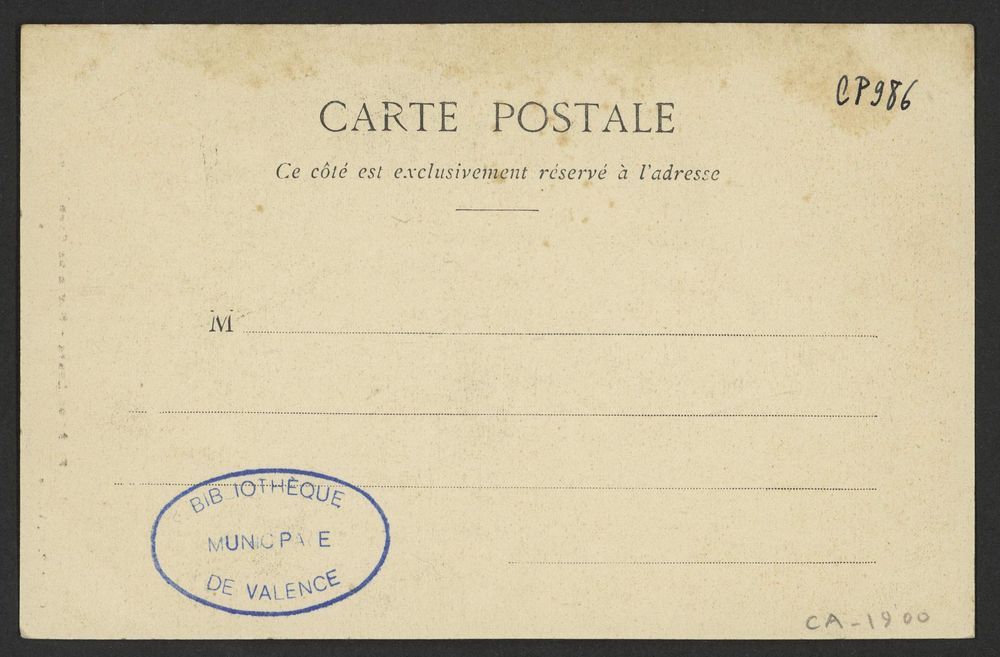 CP986
CARTE POSTALE
Ce côté est exclusivement réservé à l'adresse
M
BIBLIOTHÈQUE
MUNICIPALE
DE VALENCE
CA-1900